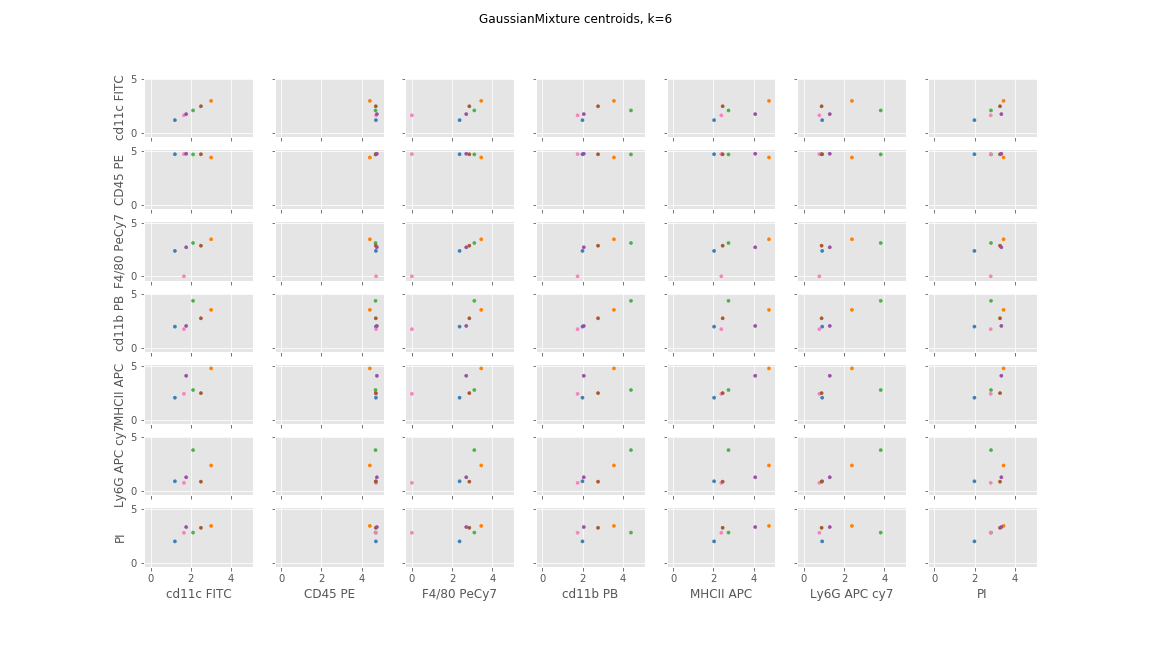 GaussianMixture centroids, k=6
cd11c FITC
5
0
CD45 PE
5
0
F4/80 PeCy7
5
0
cd11b PB
5
0
MHCII APC
5
0
Ly6G APC cy7
5
0
PI
5
0
0 4 0 2 4 0 2 4 0 2 4 0 2 4 0 2 4 0 2 4
cd11c FITC CD45 PE F4/80 PeCy7 cd11b PB MHCII APC Ly6G APC cy7 PI